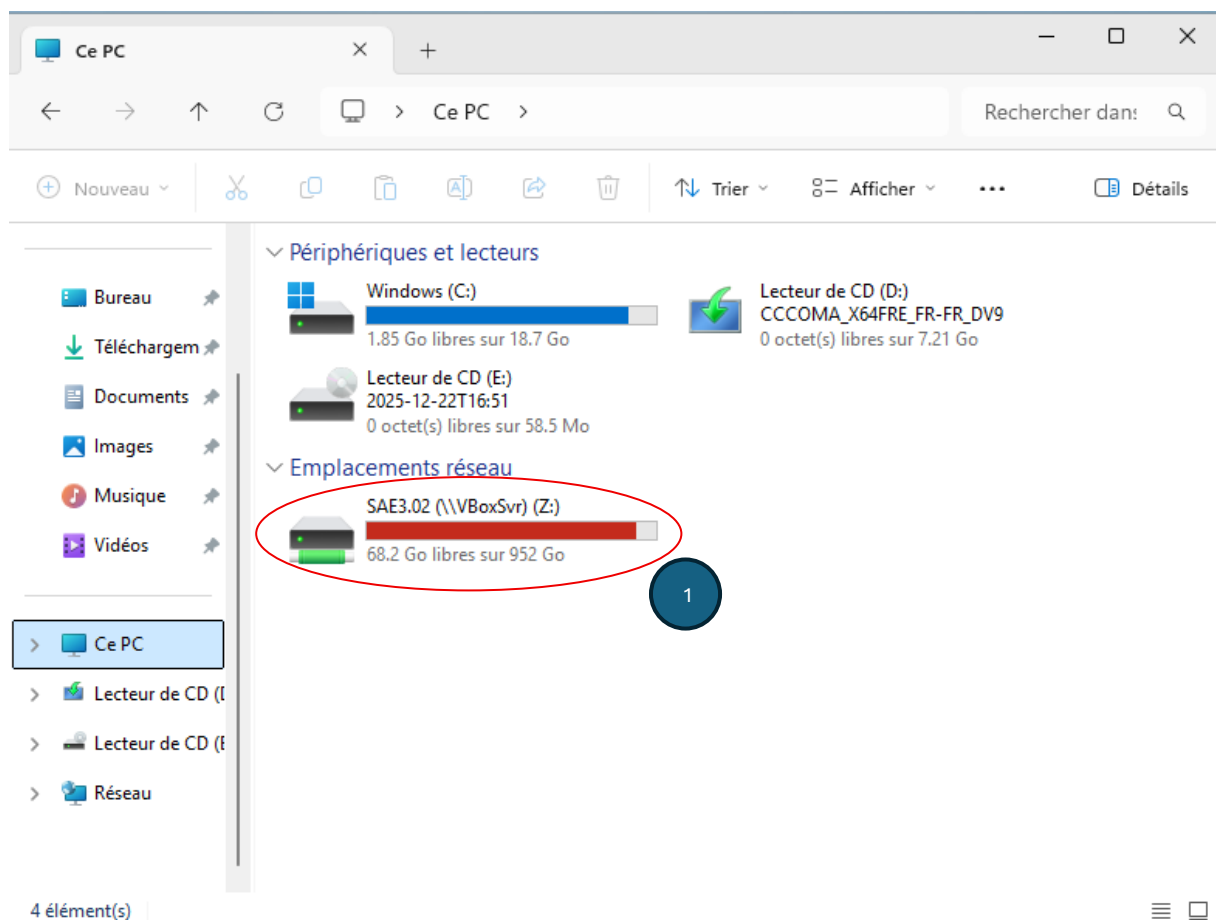 Ce PC
Ce PC
Rechercher dans
Nouveau
Trier
Afficher
Détails
Bureau
Téléchargem
Documents
Images
Musique
Vidéos
Ce PC
Lecteur de CD (D
Lecteur de CD (E
Réseau
Périphériques et lecteurs
Windows (C:)
1.85 Go libres sur 18.7 Go
Lecteur de CD (D:)
CCCOMA_X64FRE_FR-FR_DV9
0 octet(s) libres sur 7.21 Go
Lecteur de CD (E:)
2025-12-22T16:51
0 octet(s) libres sur 58.5 Mo
Emplacements réseau
SAE3.02 (\\VBoxSvr) (Z:)
68.2 Go libres sur 952 Go
1
4 élément(s)